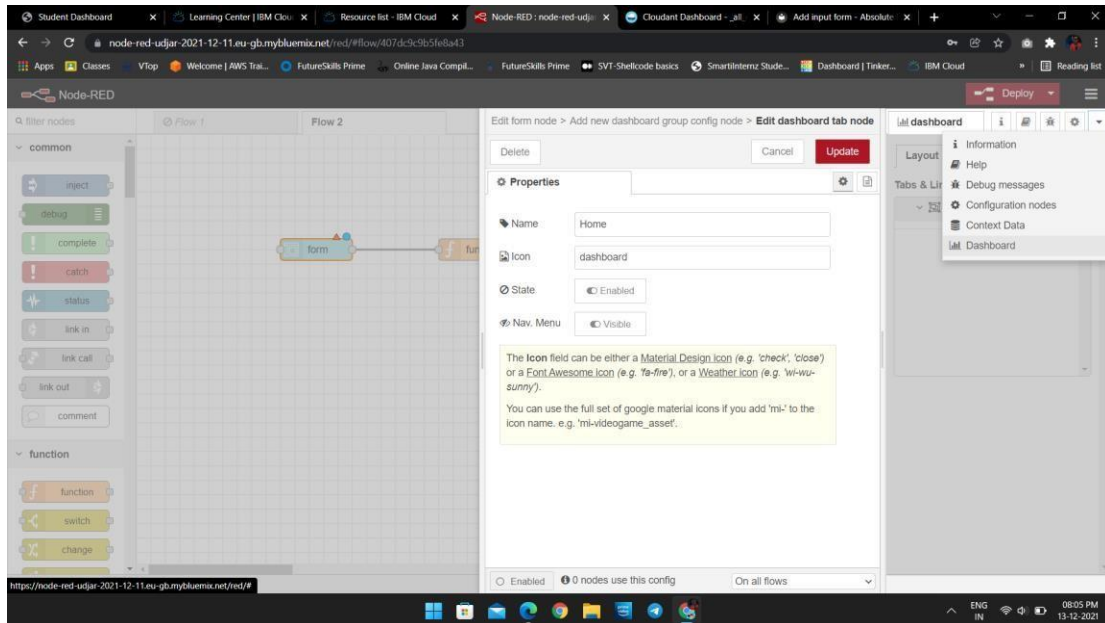 Student Dashboard
Learning Center | IBM Clou
Resource list - IBM Cloud
Node-RED : node-red-udja
Cloudant Dashboard - _all_
Add input form - Absolute
node-red-udjar-2021-12-11.eu-gb.mybluemix.net/red/#flow/407dc9c9b5fe8a43
Apps
Classes
VTop
Welcome | AWS Trai...
FutureSkills Prime
Online Java Compil...
FutureSkills Prime
SVT-Shellcode basics
SmartiInternz Stude...
Dashboard | Tinker...
IBM Cloud
»
Reading list
Node-RED
Deploy
filter nodes
Flow 1
Flow 2
Edit form node > Add new dashboard group config node > Edit dashboard tab node
dashboard
common
inject
debug
complete
catch
status
link in
link call
link out
comment
function
function
switch
change
form
fun
Delete
Cancel
Update
Properties
Name
Home
Icon
dashboard
State
Enabled
Nav. Menu
Visible
The Icon field can be either a Material Design icon (e.g. 'check', 'close')
or a Font Awesome icon (e.g. 'fa-fire'), or a Weather icon (e.g. 'wi-wu-
sunny').
You can use the full set of google material icons if you add 'mi-' to the
icon name. e.g. 'mi-videogame_asset'.
Layout
Tabs & Lin
Information
Help
Debug messages
Configuration nodes
Context Data
Dashboard
https://node-red-udjar-2021-12-11.eu-gb.mybluemix.net/red/#
Enabled
0 nodes use this config
On all flows
ENG
IN
08:05 PM
13-12-2021